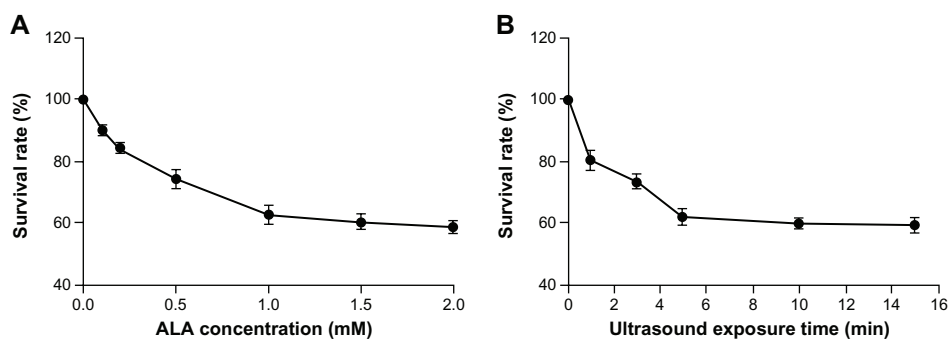 A
120
100
80
60
40
Survival rate (%)
0.0 0.5 1.0 1.5 2.0
ALA concentration (mM)
B
120
100
80
60
40
Survival rate (%)
0 2 4 6 8 10 12 14 16
Ultrasound exposure time (min)